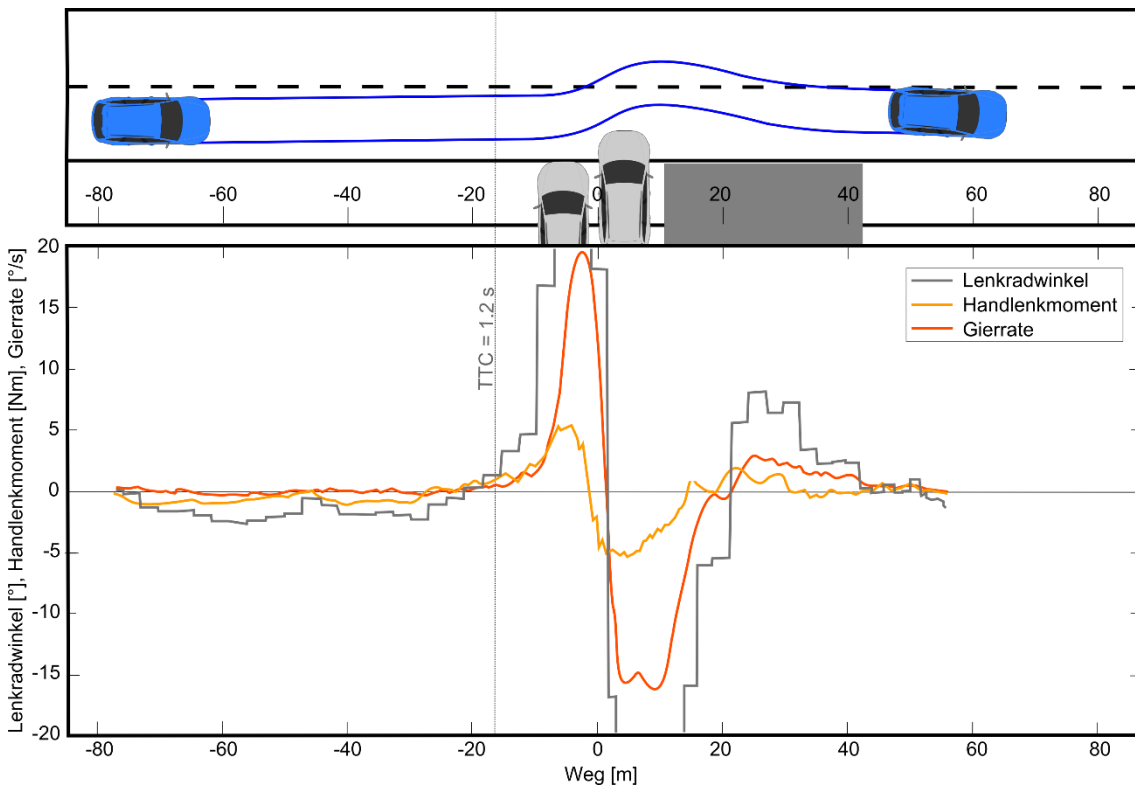 -80 -60 -40 -20 0 20 40 60 80
Lenkradwinkel [°], Handlenkmoment [Nm], Gierrate [°/s]
20
15
10
5
0
-5
-10
-15
-20
TTC = 1.2 s
Lenkradwinkel
Handlenkmoment
Gierrate
-80 -60 -40 -20 0 20 40 60 80
Weg [m]